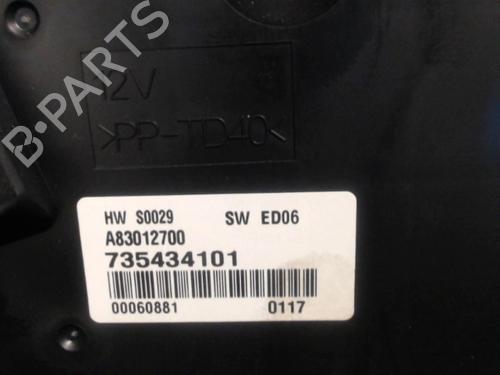 12V
>PP-TD40<
HW S0029 SW ED06
A83012700
735434101
00060881 0117
B-PARTS